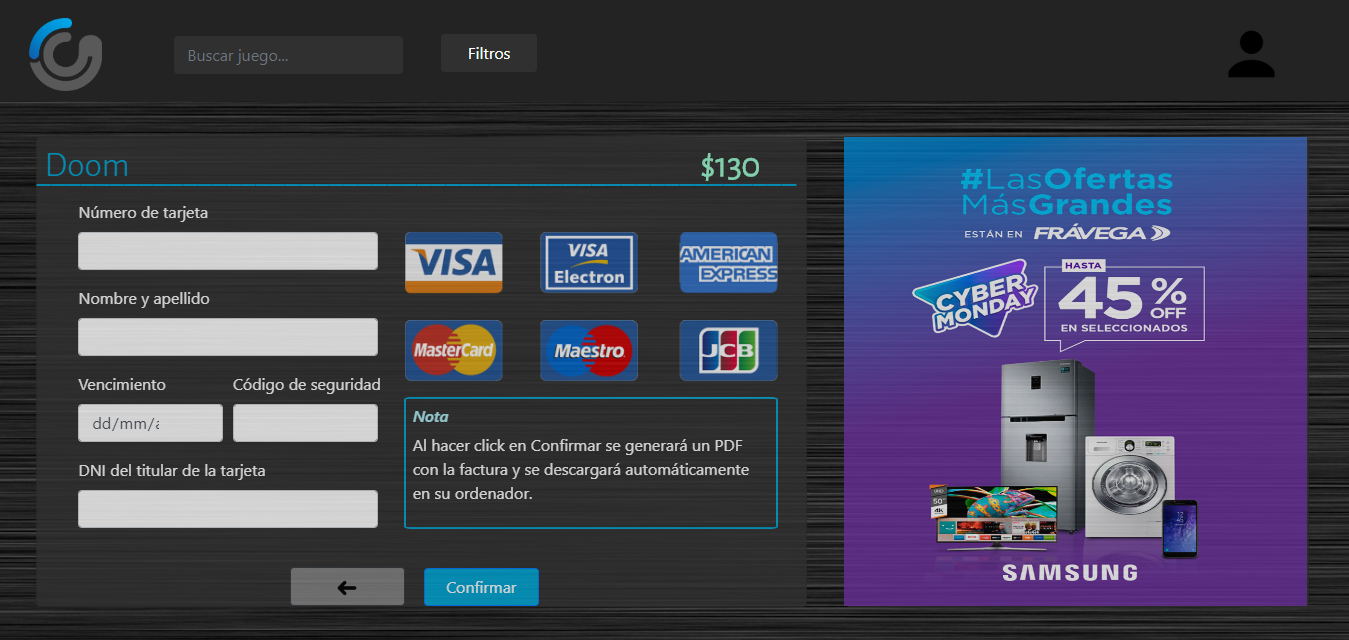 Buscar juego...
Filtros
Doom
$130
Número de tarjeta
VISA
VISA
Electron
AMERICAN
EXPRESS
Nombre y apellido
MasterCard
Maestro
JCB
Vencimiento
Código de seguridad
dd/mm/a
DNI del titular de la tarjeta
Nota
Al hacer click en Confirmar se generará un PDF
con la factura y se descargará automáticamente
en su ordenador.
Confirmar
#LasOfertas
MásGrandes
ESTÁN EN FRÁVEGA
CYBER
MONDAY
HASTA
45%
OFF
EN SELECCIONADOS
UHD
50"
4K
SAMSUNG